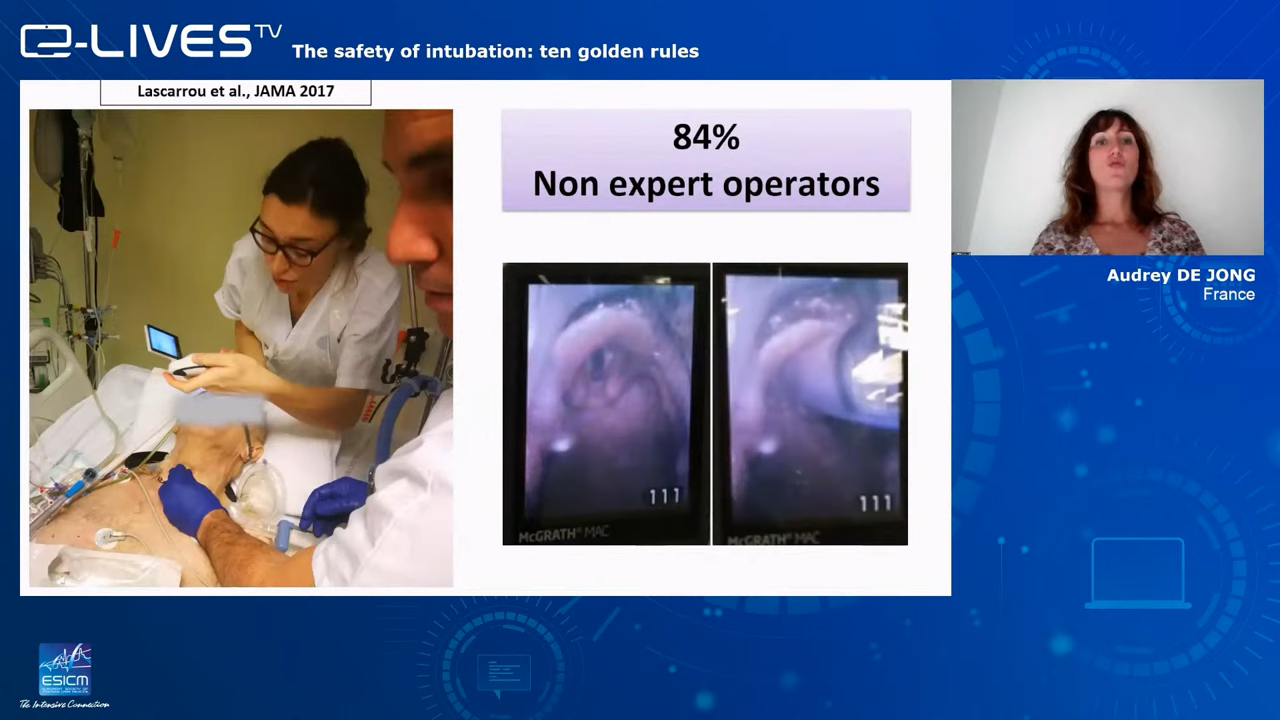 e-LIVES TV
The safety of intubation: ten golden rules
Lascarrou et al., JAMA 2017
84%
Non expert operators
111
McGRATH® MAC
111
McGRATH® MAC
Audrey DE JONG
France
ESICM
The Intensive Connection